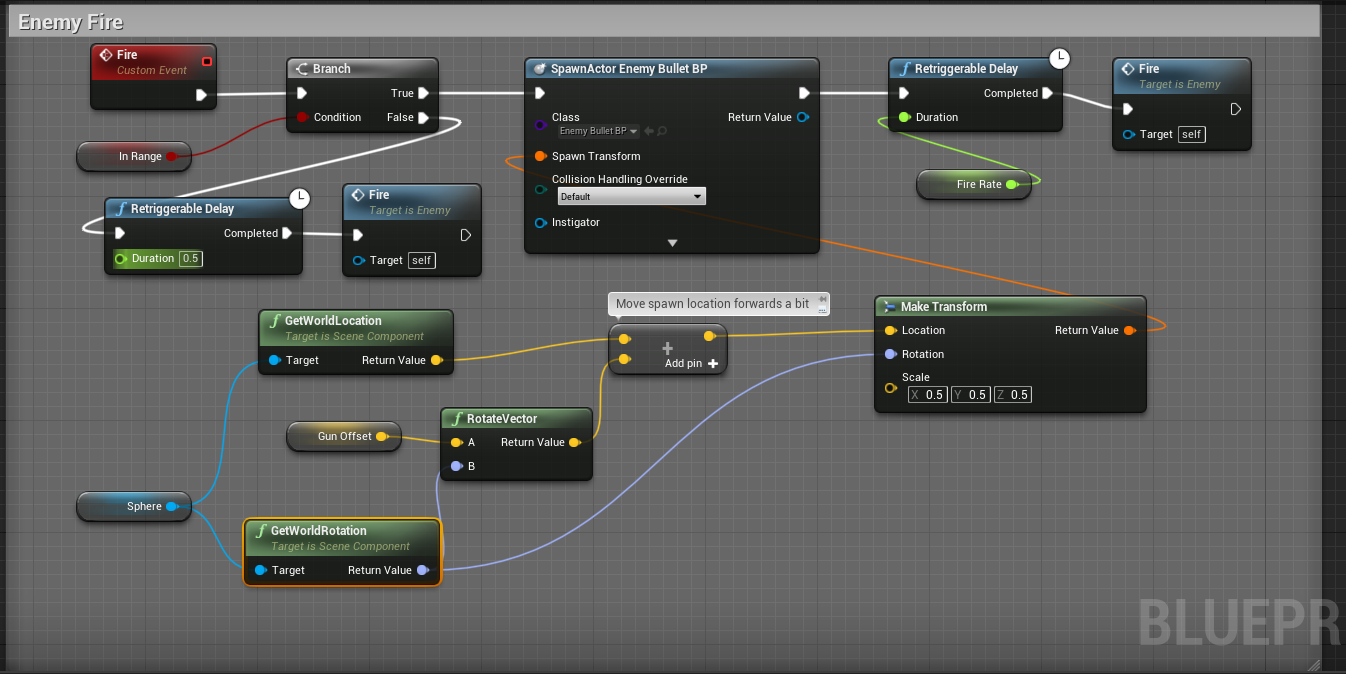 Enemy Fire
Fire
Custom Event
Branch
True
Condition
False
In Range
SpawnActor Enemy Bullet BP
Class
Enemy Bullet BP
Return Value
Spawn Transform
Collision Handling Override
Default
Instigator
Retriggerable Delay
Completed
Duration
Fire Rate
Fire
Target is Enemy
Target self
Retriggerable Delay
Completed
Duration 0.5
Fire
Target is Enemy
Target self
GetWorldLocation
Target is Scene Component
Target Return Value
Move spawn location forwards a bit
Add pin
Make Transform
Location Return Value
Rotation
Scale
X 0.5 Y 0.5 Z 0.5
RotateVector
A Return Value
B
Gun Offset
Sphere
GetWorldRotation
Target is Scene Component
Target Return Value
BLUEPR